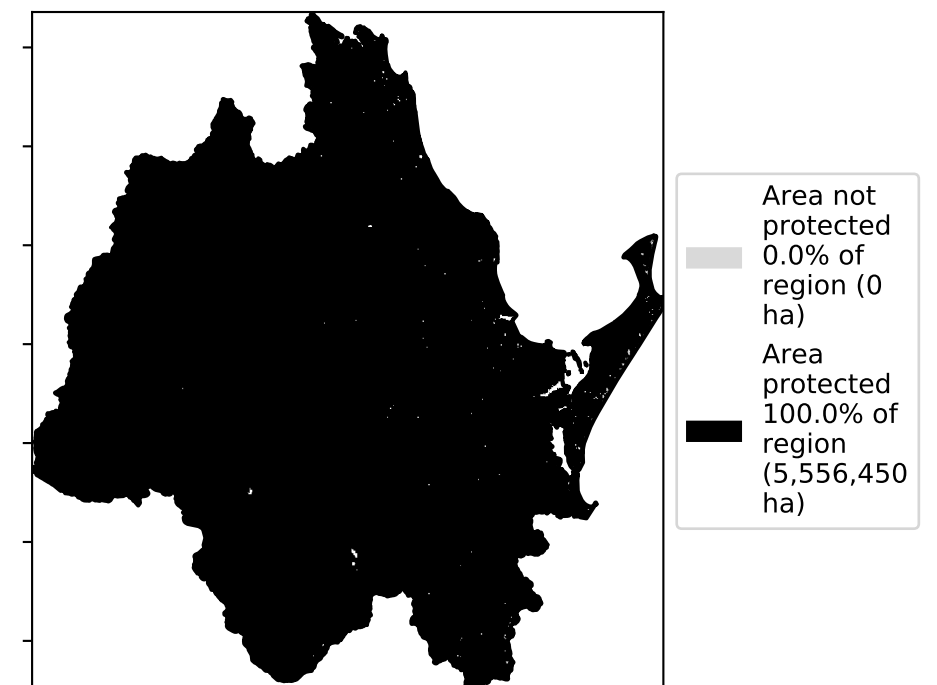 Area not
protected
0.0% of
region (0
ha)
Area
protected
100.0% of
region
(5,556,450
ha)